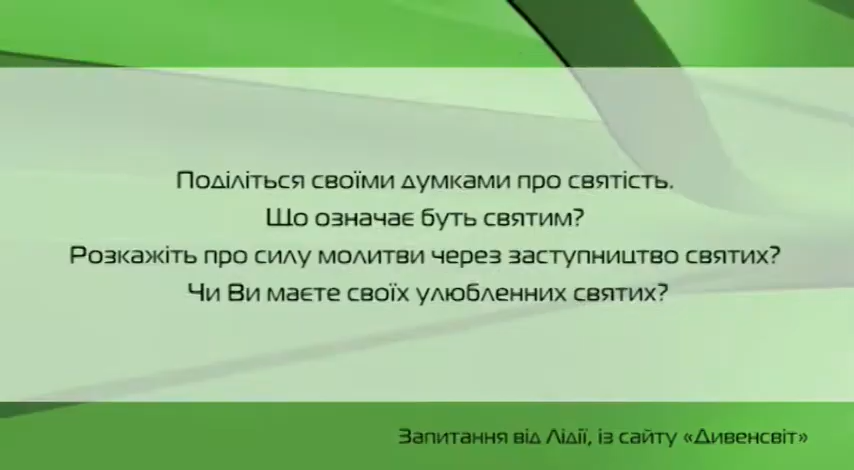 Поділіться своїми думками про святість.
Що означає буть святим?
Розкажіть про силу молитви через заступництво святих?
Чи Ви маєте своїх улюбленних святих?
Запитання від Лідії, із сайту «Дивенсвіт»